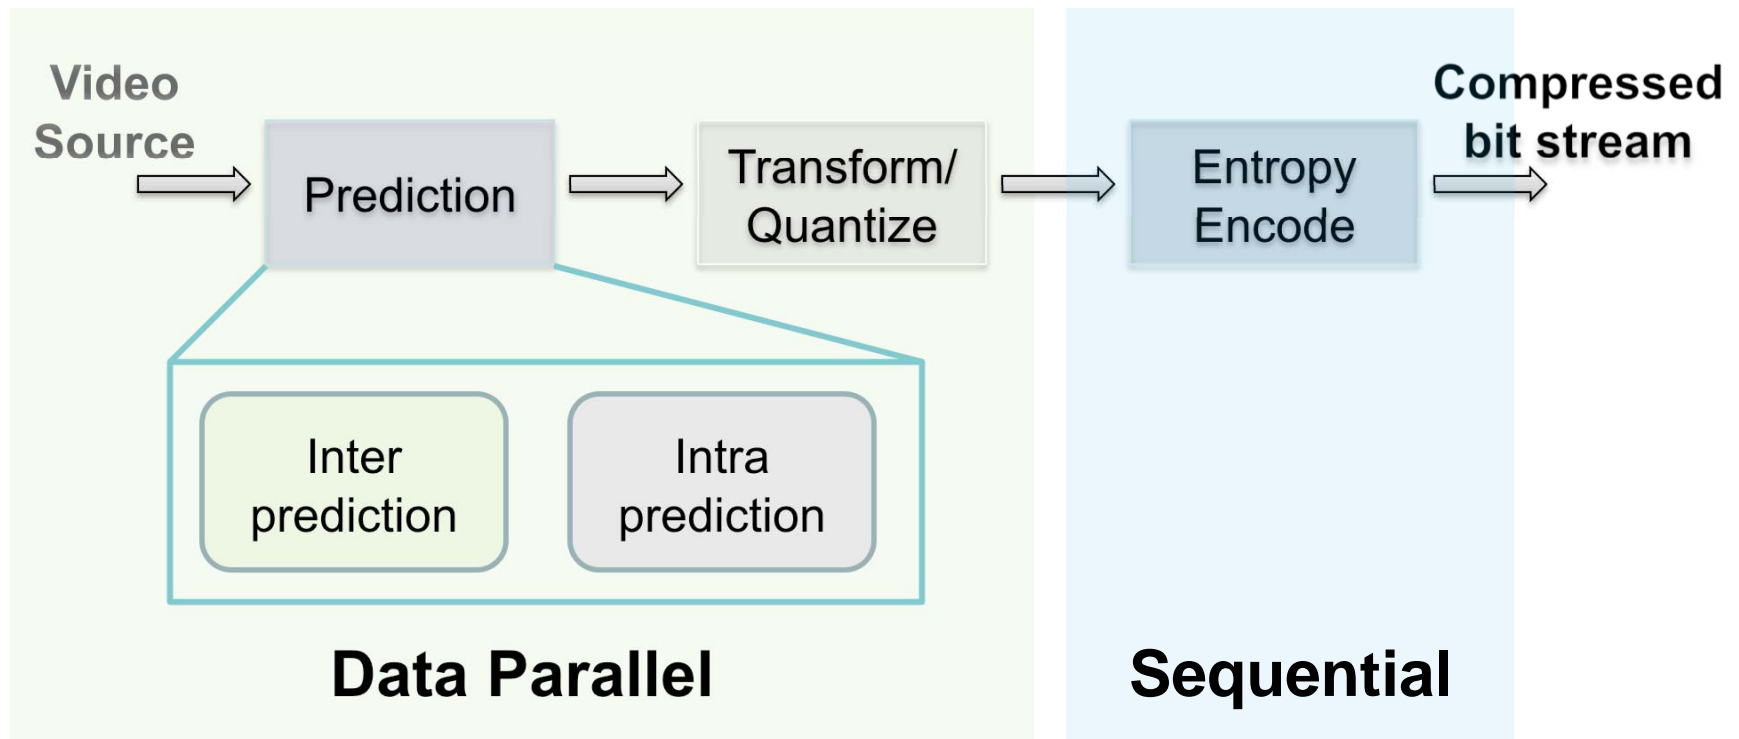 Video
Source
Prediction
Transform/
Quantize
Entropy
Encode
Compressed
bit stream
Inter
prediction
Intra
prediction
Data Parallel
Sequential